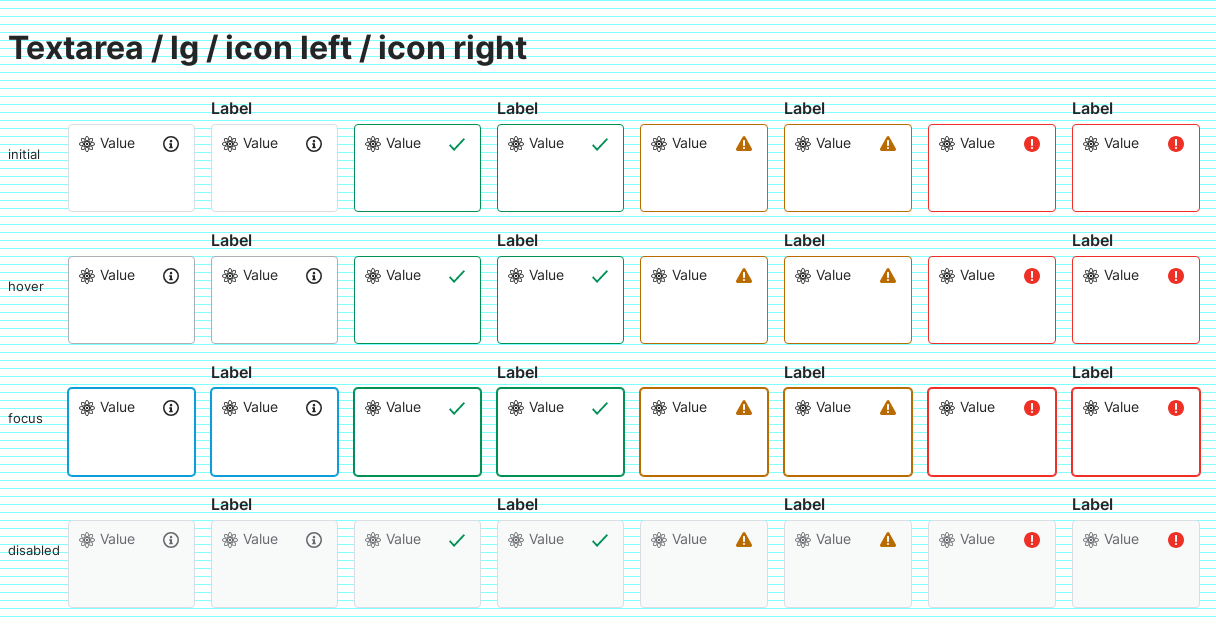 Textarea / lg / icon left / icon right
Label Label Label Label
initial Value Value Value Value Value Value Value Value
Label Label Label Label
hover Value Value Value Value Value Value Value Value
Label Label Label Label
focus Value Value Value Value Value Value Value Value
Label Label Label Label
disabled Value Value Value Value Value Value Value Value